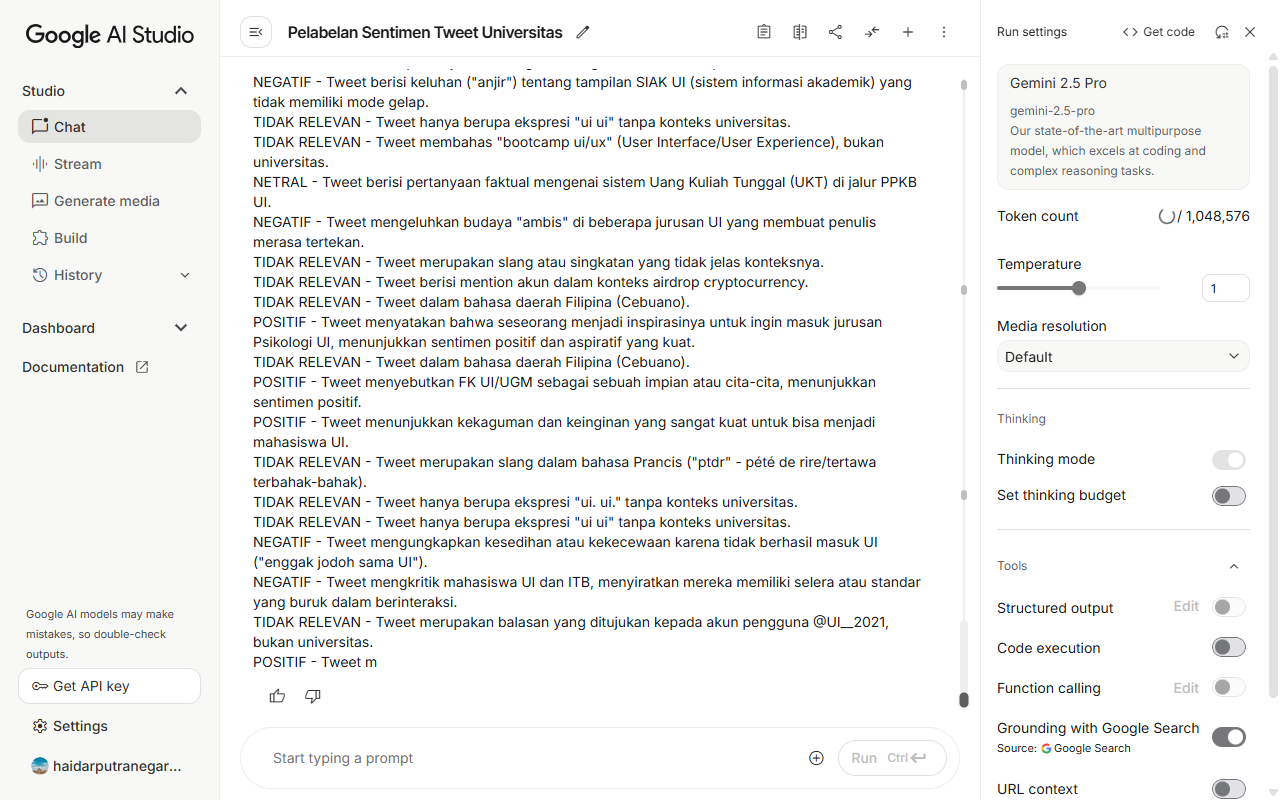 Google AI Studio
Studio
Chat
Stream
Generate media
Build
History
Dashboard
Documentation
Google AI models may make
mistakes, so double-check
outputs.
Get API key
Settings
haidarputranegar...
Pelabelan Sentimen Tweet Universitas
NEGATIF - Tweet berisi keluhan ("anjir") tentang tampilan SIAK UI (sistem informasi akademik) yang
tidak memiliki mode gelap.
TIDAK RELEVAN - Tweet hanya berupa ekspresi "ui ui" tanpa konteks universitas.
TIDAK RELEVAN - Tweet membahas "bootcamp ui/ux" (User Interface/User Experience), bukan
universitas.
NETRAL - Tweet berisi pertanyaan faktual mengenai sistem Uang Kuliah Tunggal (UKT) di jalur PPKB
UI.
NEGATIF - Tweet mengeluhkan budaya "ambis" di beberapa jurusan UI yang membuat penulis
merasa tertekan.
TIDAK RELEVAN - Tweet merupakan slang atau singkatan yang tidak jelas konteksnya.
TIDAK RELEVAN - Tweet berisi mention akun dalam konteks airdrop cryptocurrency.
TIDAK RELEVAN - Tweet dalam bahasa daerah Filipina (Cebuano).
POSITIF - Tweet menyatakan bahwa seseorang menjadi inspirasinya untuk ingin masuk jurusan
Psikologi UI, menunjukkan sentimen positif dan aspiratif yang kuat.
TIDAK RELEVAN - Tweet dalam bahasa daerah Filipina (Cebuano).
POSITIF - Tweet menyebutkan FK UI/UGM sebagai sebuah impian atau cita-cita, menunjukkan
sentimen positif.
POSITIF - Tweet menunjukkan kekaguman dan keinginan yang sangat kuat untuk bisa menjadi
mahasiswa UI.
TIDAK RELEVAN - Tweet merupakan slang dalam bahasa Prancis ("ptdr" - pété de rire/tertawa
terbahak-bahak).
TIDAK RELEVAN - Tweet hanya berupa ekspresi "ui. ui." tanpa konteks universitas.
TIDAK RELEVAN - Tweet hanya berupa ekspresi "ui ui" tanpa konteks universitas.
NEGATIF - Tweet mengungkapkan kesedihan atau kekecewaan karena tidak berhasil masuk UI
("enggak jodoh sama UI").
NEGATIF - Tweet mengkritik mahasiswa UI dan ITB, menyiratkan mereka memiliki selera atau standar
yang buruk dalam berinteraksi.
TIDAK RELEVAN - Tweet merupakan balasan yang ditujukan kepada akun pengguna @UI__2021,
bukan universitas.
POSITIF - Tweet m
Start typing a prompt
Run Ctrl
Run settings
Get code
Gemini 2.5 Pro
gemini-2.5-pro
Our state-of-the-art multipurpose
model, which excels at coding and
complex reasoning tasks.
Token count / 1,048,576
Temperature
1
Media resolution
Default
Thinking
Thinking mode
Set thinking budget
Tools
Structured output Edit
Code execution
Function calling Edit
Grounding with Google Search
Source: Google Search
URL context